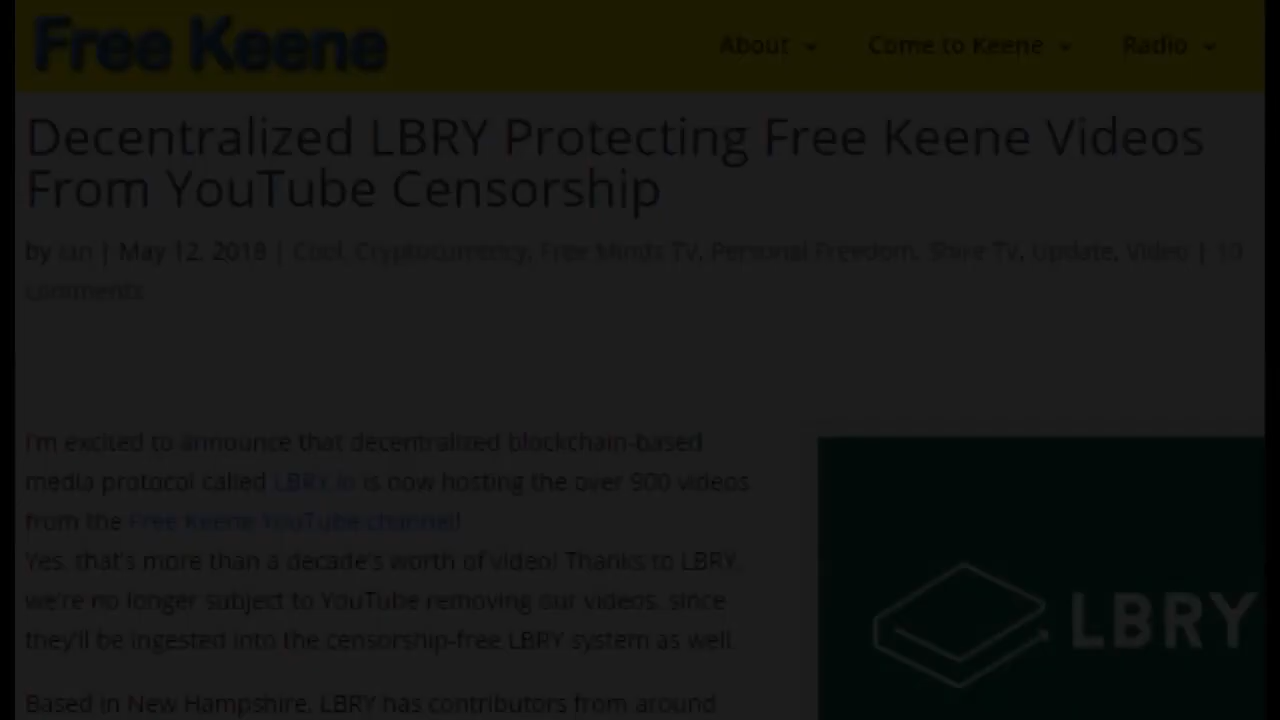 Free Keene
About
Come to Keene
Radio
Decentralized LBRY Protecting Free Keene Videos
From YouTube Censorship
by Ian | May 12, 2018 | Cool, Cryptocurrency, Free Minds TV, Personal Freedom, Shire TV, Update, Video | 10
comments
I'm excited to announce that decentralized blockchain-based
media protocol called LBRY.io is now hosting the over 900 videos
from the Free Keene YouTube channel!
Yes, that's more than a decade's worth of video! Thanks to LBRY,
we're no longer subject to YouTube removing our videos, since
they'll be ingested into the censorship-free LBRY system as well.
LBRY
Based in New Hampshire, LBRY has contributors from around